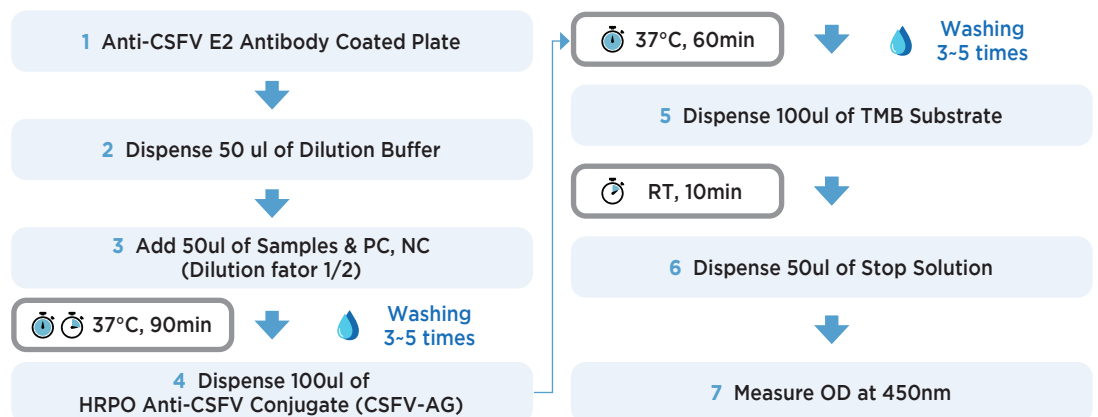 1 Anti-CSFV E2 Antibody Coated Plate
2 Dispense 50 ul of Dilution Buffer
3 Add 50ul of Samples & PC, NC
(Dilution fator 1/2)
37°C, 90min
Washing
3~5 times
4 Dispense 100ul of
HRPO Anti-CSFV Conjugate (CSFV-AG)
37°C, 60min
Washing
3~5 times
5 Dispense 100ul of TMB Substrate
RT, 10min
6 Dispense 50ul of Stop Solution
7 Measure OD at 450nm